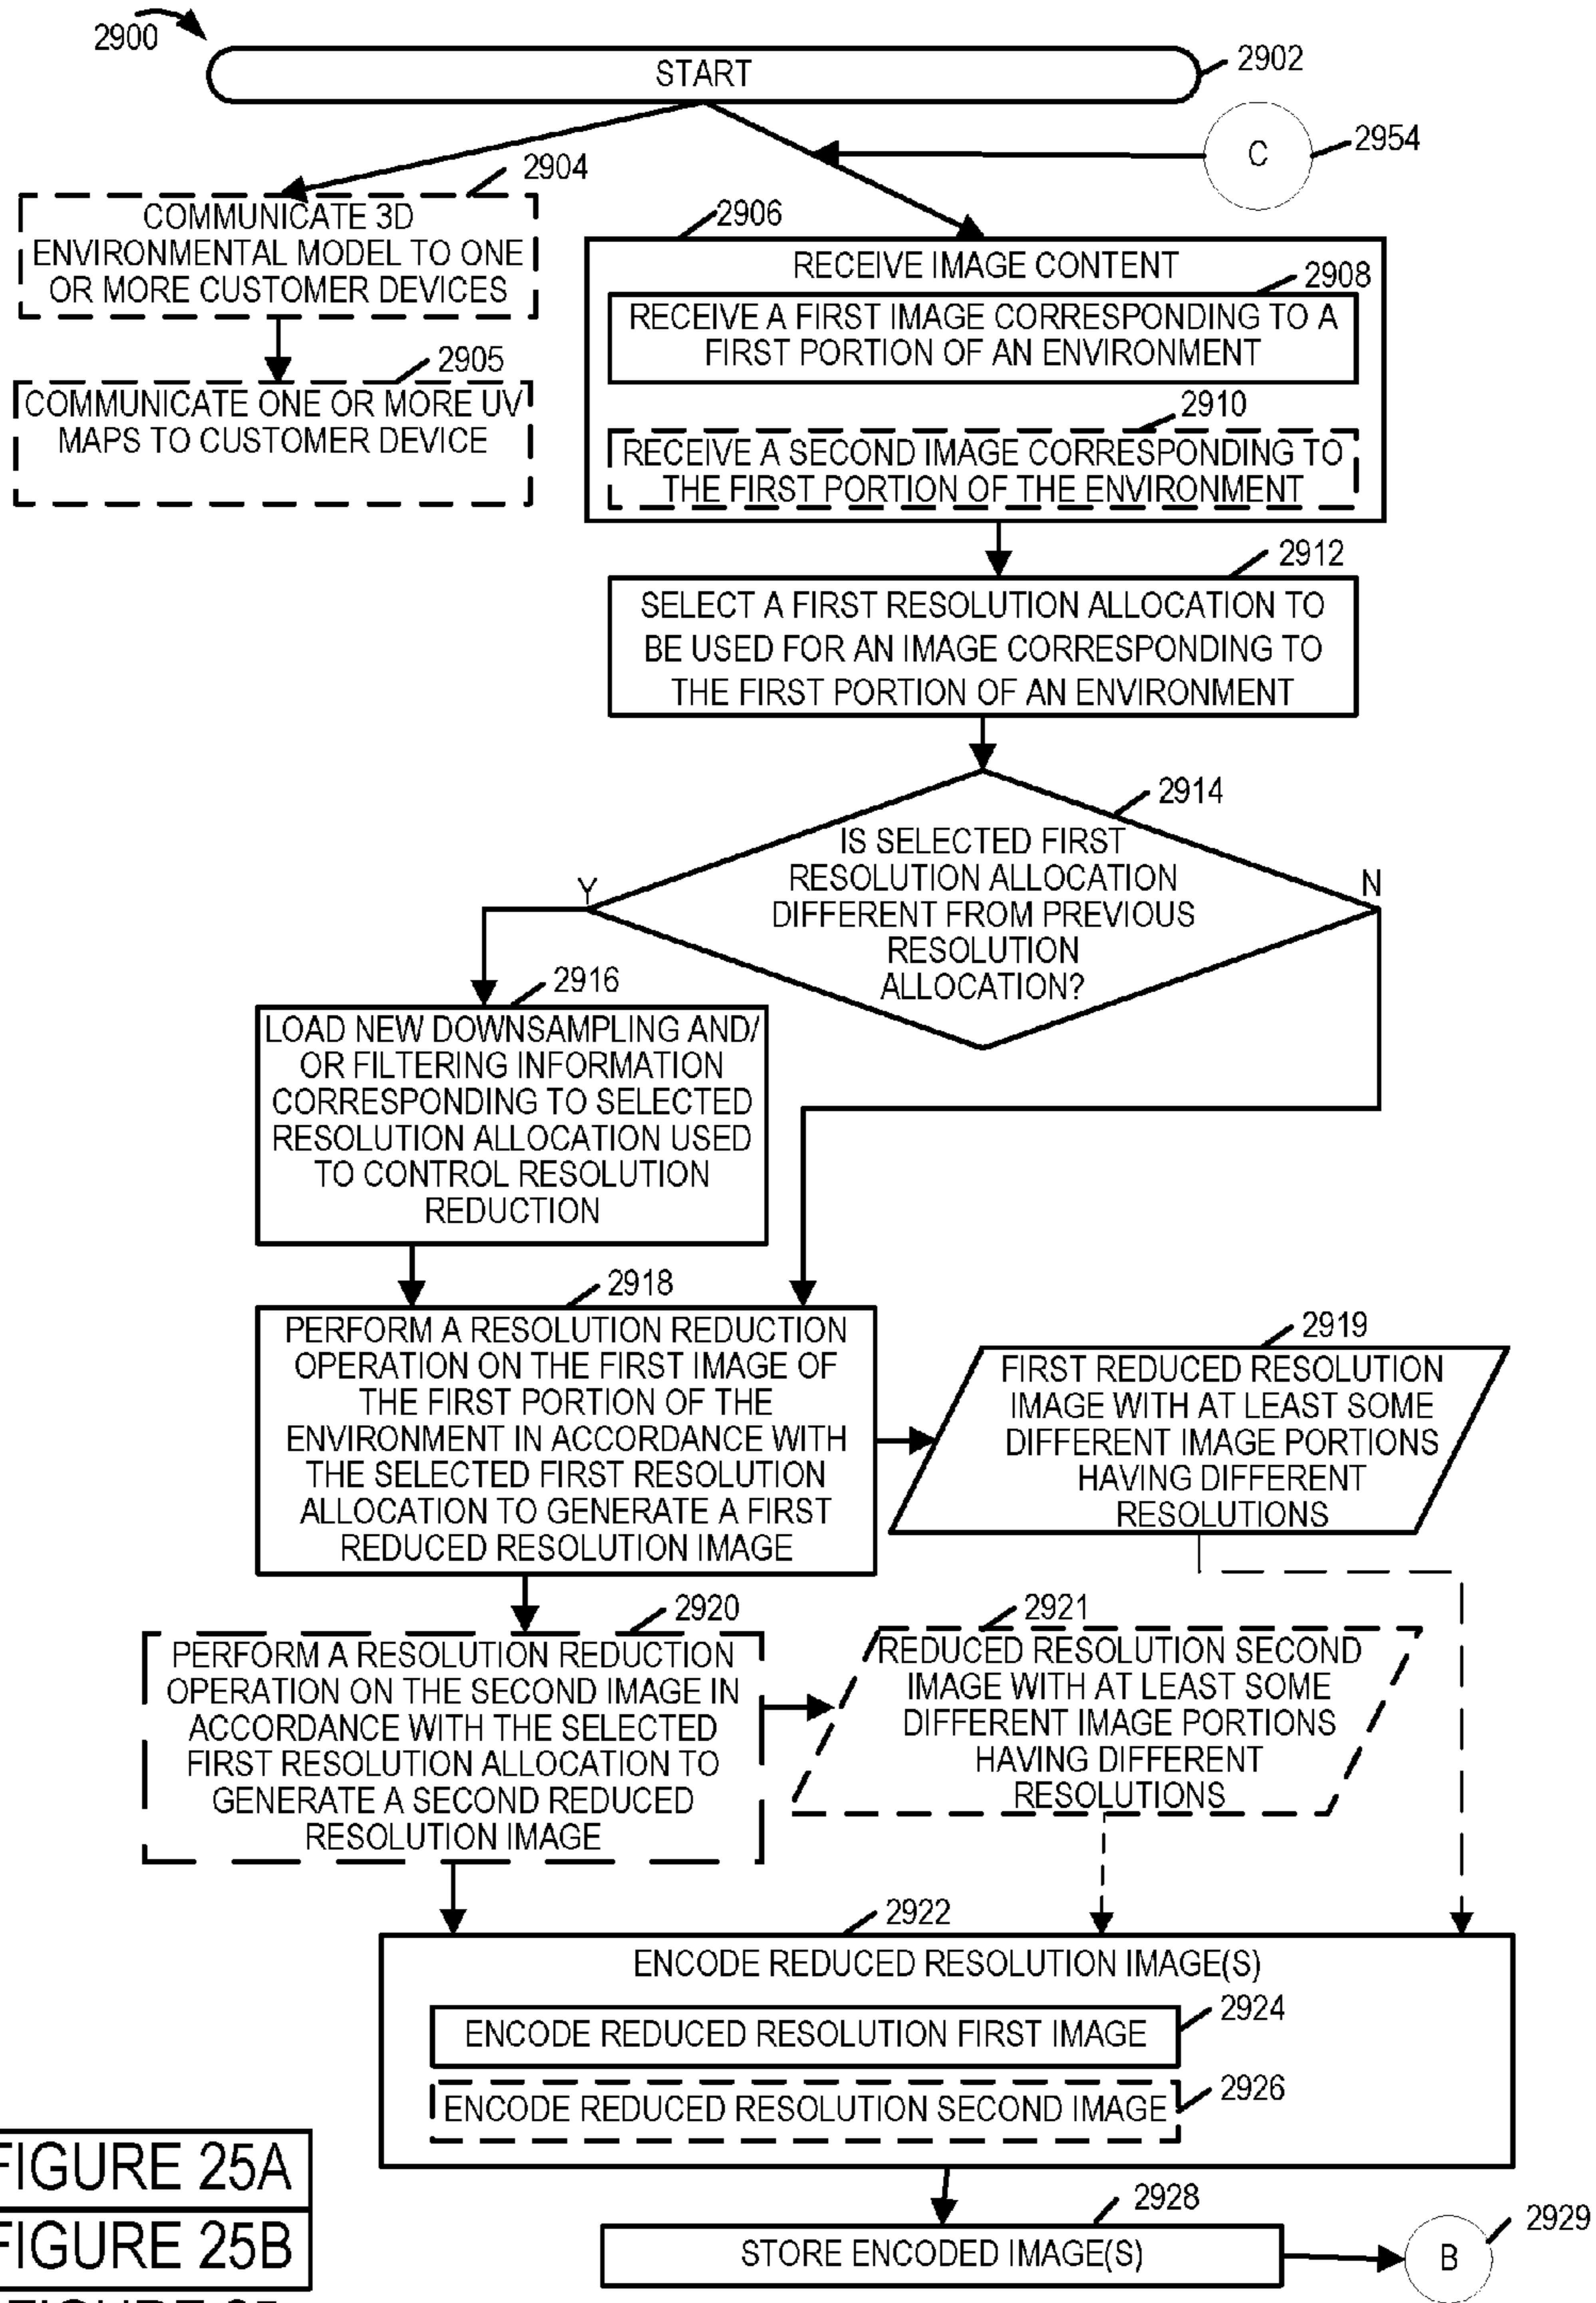 2900
START
2902
C
2954
2904
COMMUNICATE 3D
ENVIRONMENTAL MODEL TO ONE
OR MORE CUSTOMER DEVICES
2905
COMMUNICATE ONE OR MORE UV
MAPS TO CUSTOMER DEVICE
2906
RECEIVE IMAGE CONTENT
2908
RECEIVE A FIRST IMAGE CORRESPONDING TO A
FIRST PORTION OF AN ENVIRONMENT
2910
RECEIVE A SECOND IMAGE CORRESPONDING TO
THE FIRST PORTION OF THE ENVIRONMENT
2912
SELECT A FIRST RESOLUTION ALLOCATION TO
BE USED FOR AN IMAGE CORRESPONDING TO
THE FIRST PORTION OF AN ENVIRONMENT
2914
IS SELECTED FIRST
RESOLUTION ALLOCATION
DIFFERENT FROM PREVIOUS
RESOLUTION
ALLOCATION?
Y
N
2916
LOAD NEW DOWNSAMPLING AND/
OR FILTERING INFORMATION
CORRESPONDING TO SELECTED
RESOLUTION ALLOCATION USED
TO CONTROL RESOLUTION
REDUCTION
2918
PERFORM A RESOLUTION REDUCTION
OPERATION ON THE FIRST IMAGE OF
THE FIRST PORTION OF THE
ENVIRONMENT IN ACCORDANCE WITH
THE SELECTED FIRST RESOLUTION
ALLOCATION TO GENERATE A FIRST
REDUCED RESOLUTION IMAGE
2919
FIRST REDUCED RESOLUTION
IMAGE WITH AT LEAST SOME
DIFFERENT IMAGE PORTIONS
HAVING DIFFERENT
RESOLUTIONS
2920
PERFORM A RESOLUTION REDUCTION
OPERATION ON THE SECOND IMAGE IN
ACCORDANCE WITH THE SELECTED
FIRST RESOLUTION ALLOCATION TO
GENERATE A SECOND REDUCED
RESOLUTION IMAGE
2921
REDUCED RESOLUTION SECOND
IMAGE WITH AT LEAST SOME
DIFFERENT IMAGE PORTIONS
HAVING DIFFERENT
RESOLUTIONS
2922
ENCODE REDUCED RESOLUTION IMAGE(S)
2924
ENCODE REDUCED RESOLUTION FIRST IMAGE
2926
ENCODE REDUCED RESOLUTION SECOND IMAGE
2928
STORE ENCODED IMAGE(S)
B
2929
FIGURE 25A
FIGURE 25B